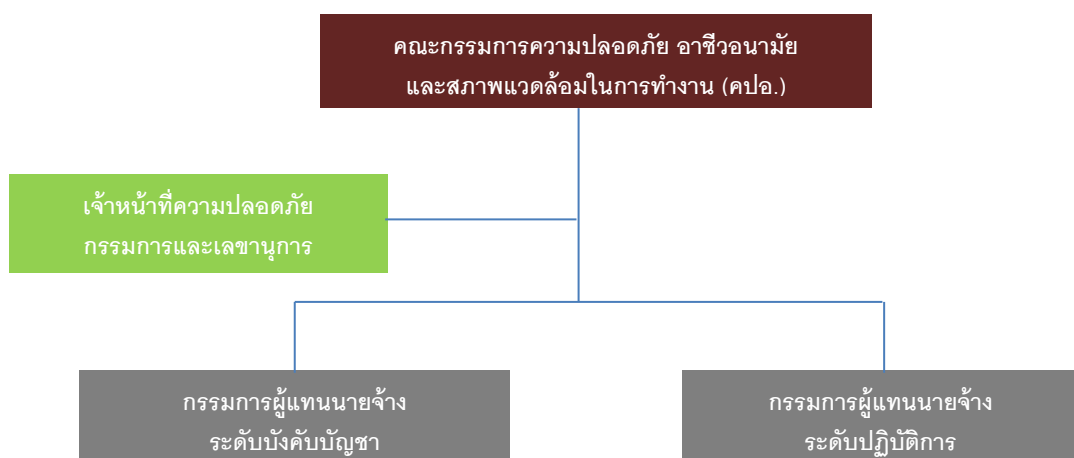 คณะกรรมการความปลอดภัย อาชีวอนามัย
และสภาพแวดล้อมในการทำงาน (คปอ.)
เจ้าหน้าที่ความปลอดภัย
กรรมการและเลขานุการ
กรรมการผู้แทนนายจ้าง
ระดับบังคับบัญชา
กรรมการผู้แทนนายจ้าง
ระดับปฏิบัติการ